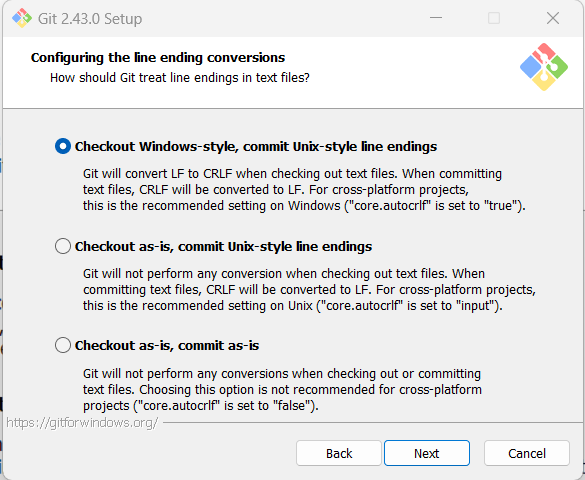 Git 2.43.0 Setup
Configuring the line ending conversions
How should Git treat line endings in text files?
Checkout Windows-style, commit Unix-style line endings
Git will convert LF to CRLF when checking out text files. When committing
text files, CRLF will be converted to LF. For cross-platform projects,
this is the recommended setting on Windows ("core.autocrlf" is set to "true").
Checkout as-is, commit Unix-style line endings
Git will not perform any conversion when checking out text files. When
committing text files, CRLF will be converted to LF. For cross-platform projects,
this is the recommended setting on Unix ("core.autocrlf" is set to "input").
Checkout as-is, commit as-is
Git will not perform any conversions when checking out or committing
text files. Choosing this option is not recommended for cross-platform
projects ("core.autocrlf" is set to "false").
https://gitforwindows.org/
Back
Next
Cancel